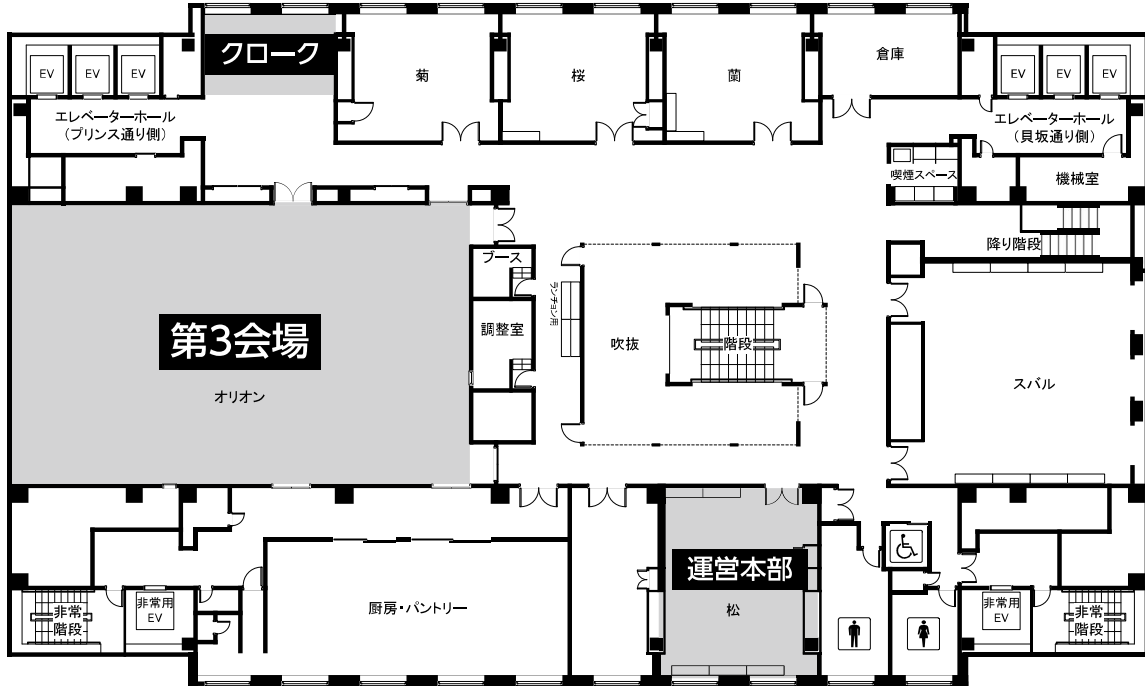 クローク
菊
桜
蘭
倉庫
EV
EV
EV
EV
EV
EV
エレベーターホール
(プリンス通り側)
エレベーターホール
(貝坂通り側)
喫煙スペース
機械室
降り階段
ブース
ランチョン用
調整室
第3会場
オリオン
吹抜
階段
スバル
運営本部
松
厨房・パントリー
非常
階段
非常用
EV
非常用
EV
非常
階段